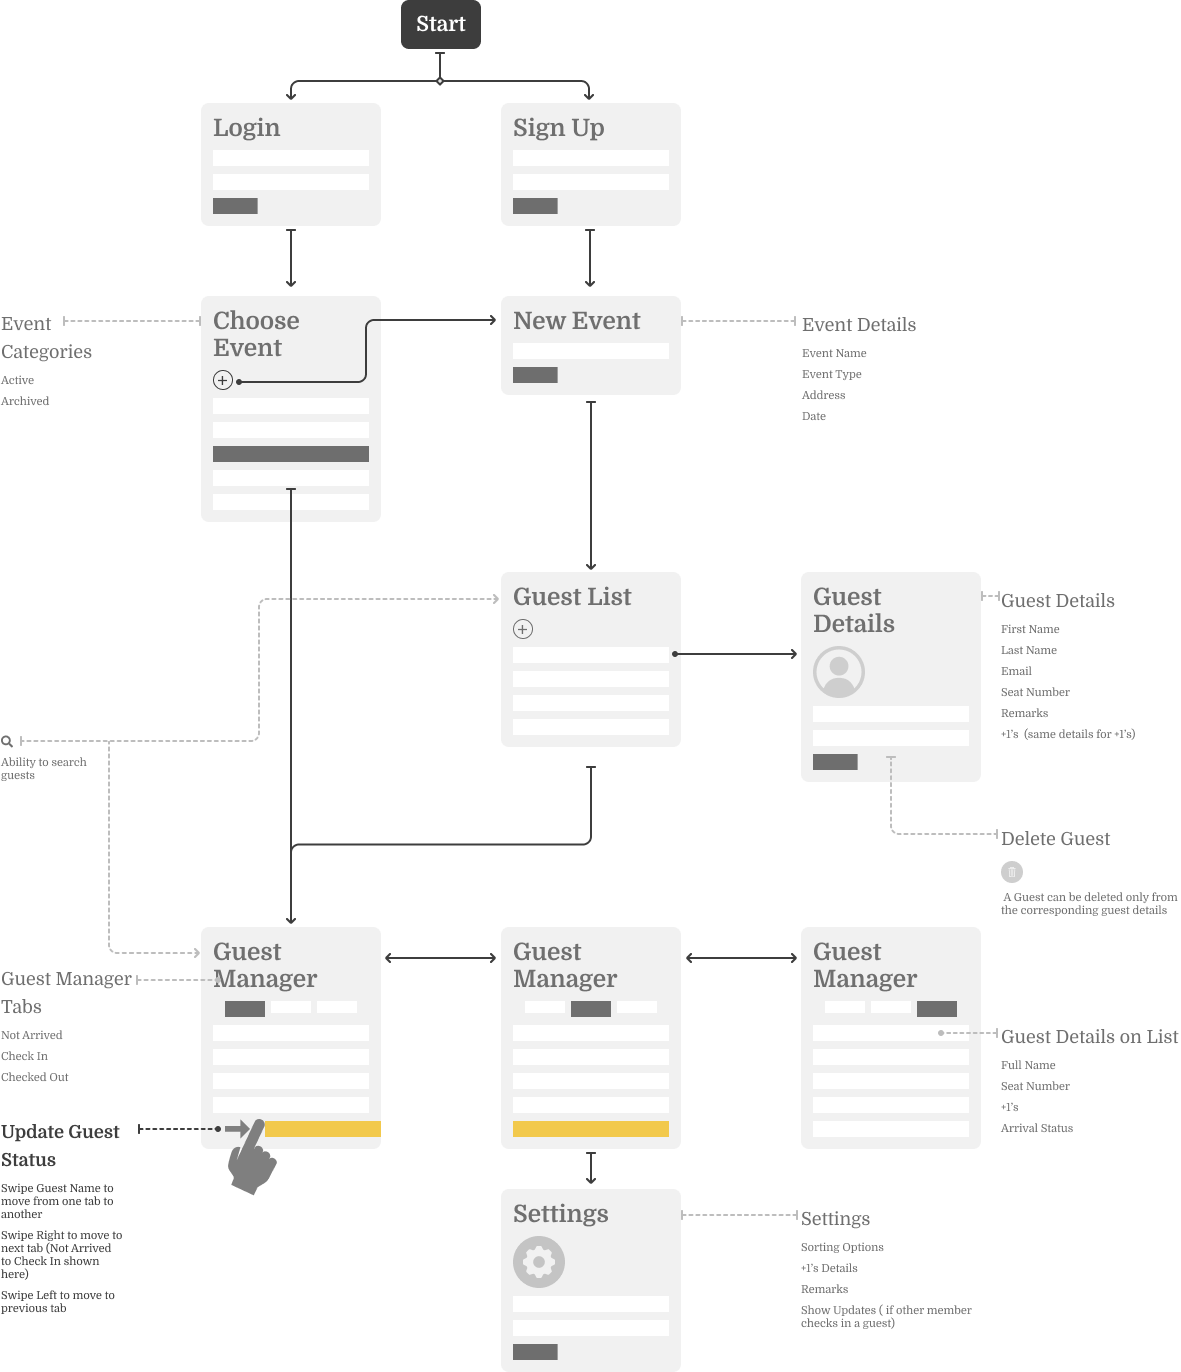 Start
Login
Sign Up
Event
Categories
Active
Archived
Choose
Event
New Event
Event Details
Event Name
Event Type
Address
Date
Guest List
Guest
Details
Guest Details
First Name
Last Name
Email
Seat Number
Remarks
+1's (same details for +1's)
Ability to search
guests
Delete Guest
A Guest can be deleted only from
the corresponding guest details
Guest
Manager
Guest
Manager
Guest
Manager
Guest Manager
Tabs
Not Arrived
Check In
Checked Out
Guest Details on List
Full Name
Seat Number
+1's
Arrival Status
Update Guest
Status
Swipe Guest Name to
move from one tab to
another
Swipe Right to move to
next tab (Not Arrived
to Check In shown
here)
Swipe Left to move to
previous tab
Settings
Settings
Sorting Options
+1's Details
Remarks
Show Updates ( if other member
checks in a guest)